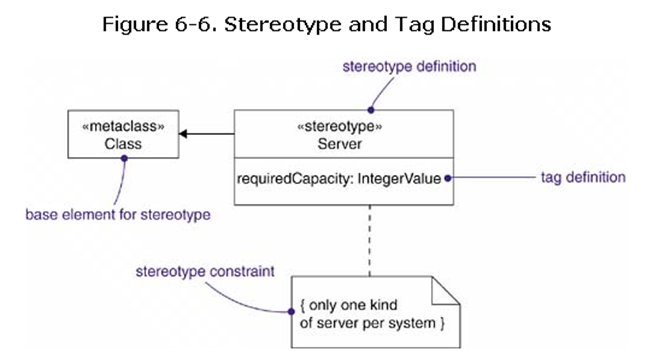 Figure 6-6. Stereotype and Tag Definitions
stereotype definition
«metaclass»
Class
«stereotype»
Server
requiredCapacity: IntegerValue
tag definition
base element for stereotype
stereotype constraint
{ only one kind
of server per system }